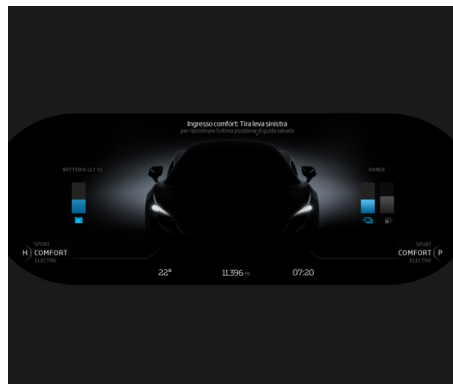 Ingresso comfort: Tira leva sinistra
per ripristinare l'ultima posizione di guida salvata
BATTERIA (12 V)
RANGE
SPORT
H) COMFORT
ELECTRIC
SPORT
COMFORT (P
ELECTRIC
22°
11.396 MI
07:20